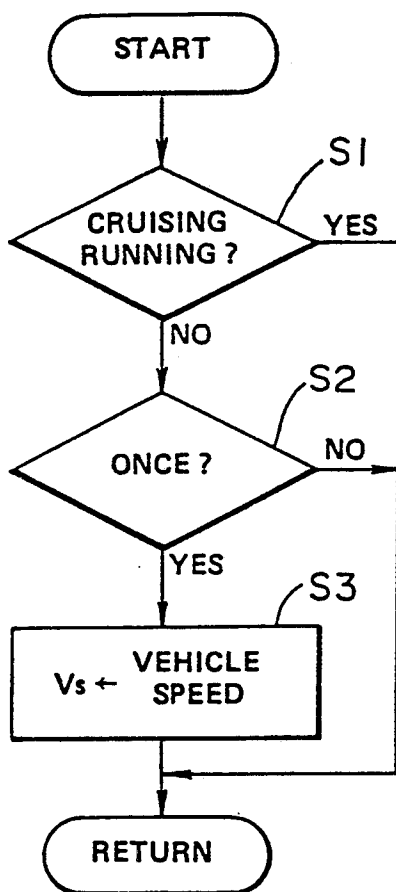 START
S1
CRUISING
RUNNING?
YES
NO
S2
ONCE?
NO
YES
S3
Vs ← VEHICLE
SPEED
RETURN